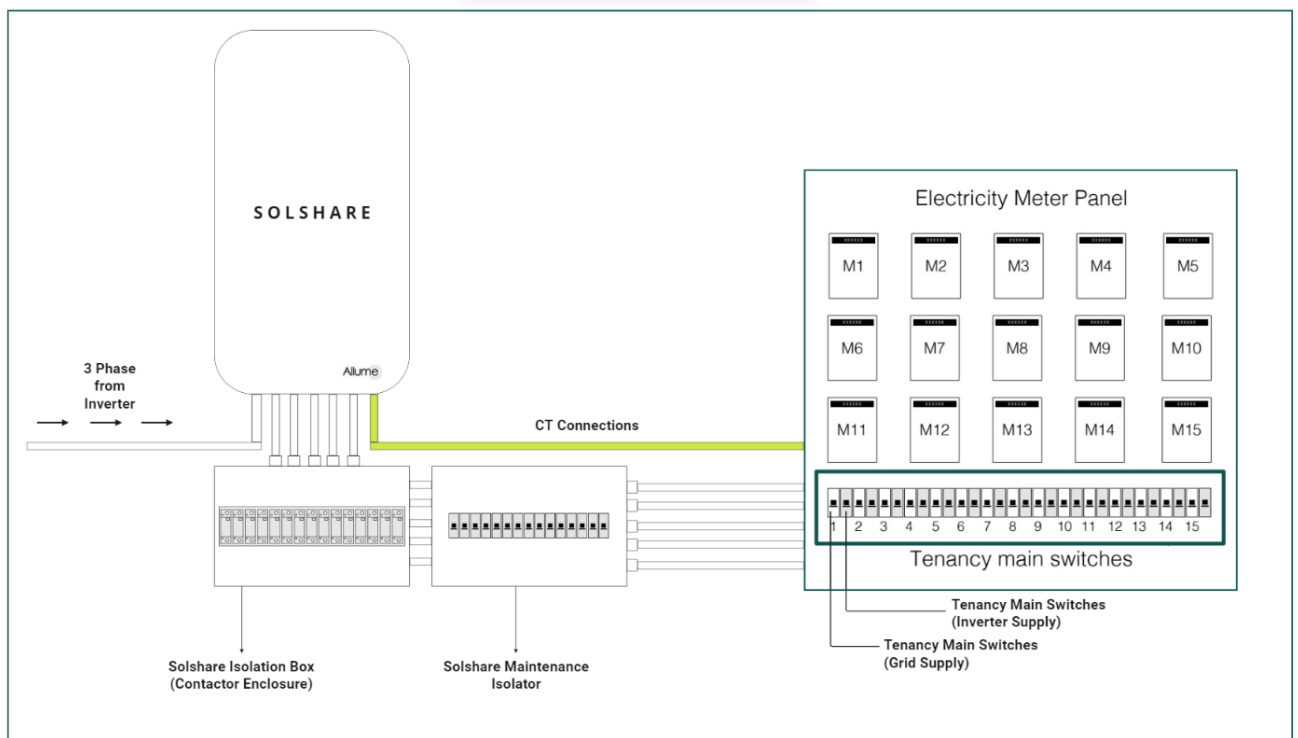 SOLSHARE
Allume
3 Phase
from
Inverter
CT Connections
Electricity Meter Panel
M1 M2 M3 M4 M5
M6 M7 M8 M9 M10
M11 M12 M13 M14 M15
1 2 3 4 5 6 7 8 9 10 11 12 13 14 15
Tenancy main switches
Tenancy Main Switches
(Inverter Supply)
Tenancy Main Switches
(Grid Supply)
Solshare Isolation Box
(Contactor Enclosure)
Solshare Maintenance
Isolator